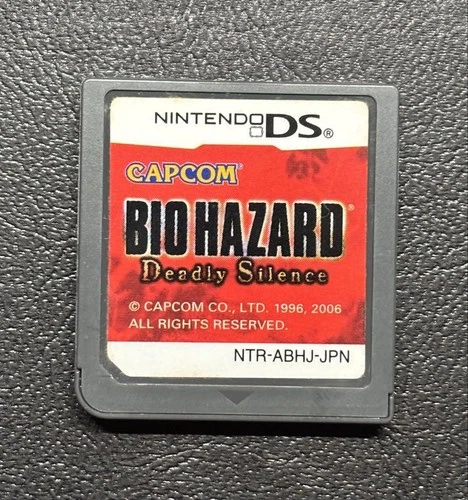 NINTENDO DS®
CAPCOM®
BIOHAZARD®
Deadly Silence
© CAPCOM CO., LTD. 1996, 2006
ALL RIGHTS RESERVED.
NTR-ABHJ-JPN